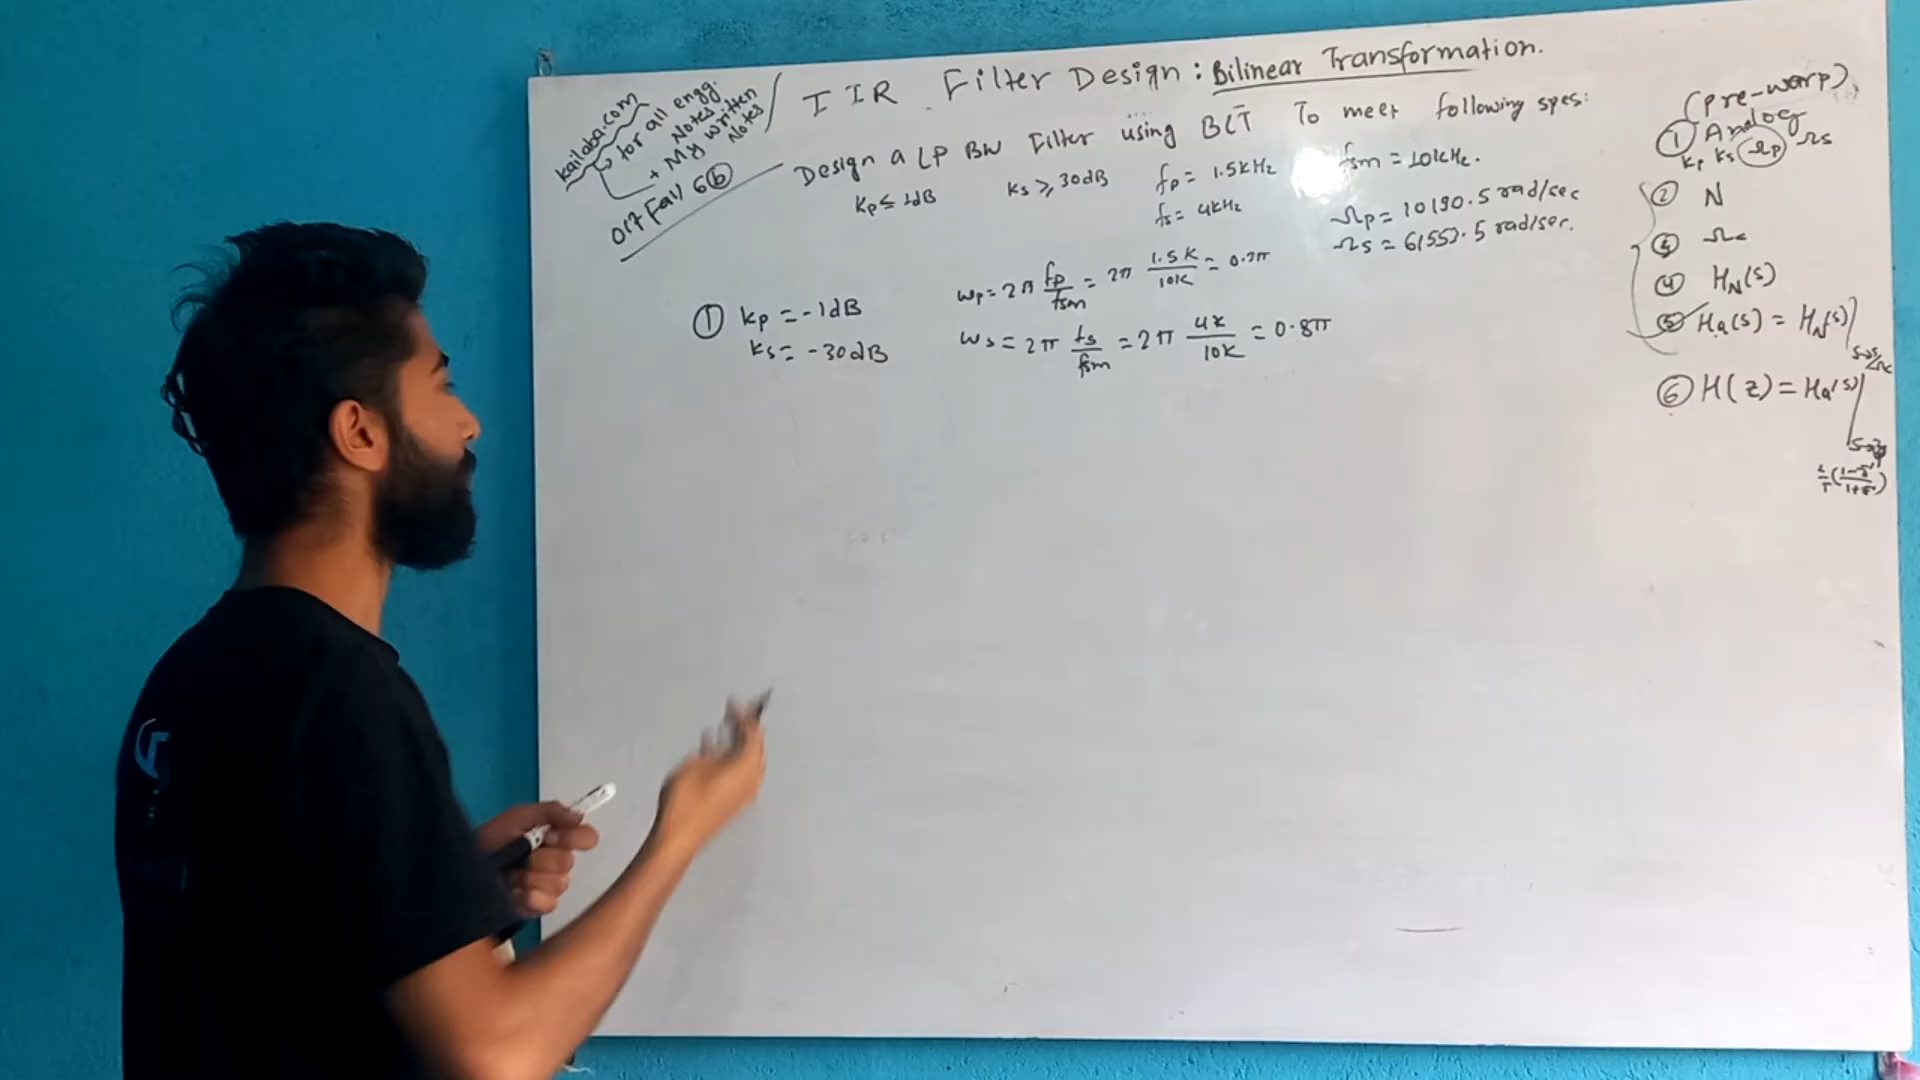 IIR Filter Design: Bilinear Transformation.
kailaba.com
for all engg
Notes
+ My written
Notes
017 Fall 6(b)
Design a LP BW Filter using BLT To meet following spes:
Kp ≤ 1dB Ks ≥ 30dB fp = 1.5kHz fsm = 10kHz.
fs = 4kHz
Ωp = 10190.5 rad/sec
Ωs = 61553.5 rad/sec.
① Kp = -1dB
Ks = -30dB
ωp = 2π fp/fsm = 2π 1.5K/10K = 0.3π
ωs = 2π fs/fsm = 2π 4K/10K = 0.8π
(Pre-warp)
① Analog
Kp Ks Ωp Ωs
② N
③ Ωc
④ HN(s)
⑤ Ha(s) = HN(s)|
s→s/Ωc
⑥ H(z) = Ha(s)|
2/T (1-z⁻¹/1+z⁻¹)